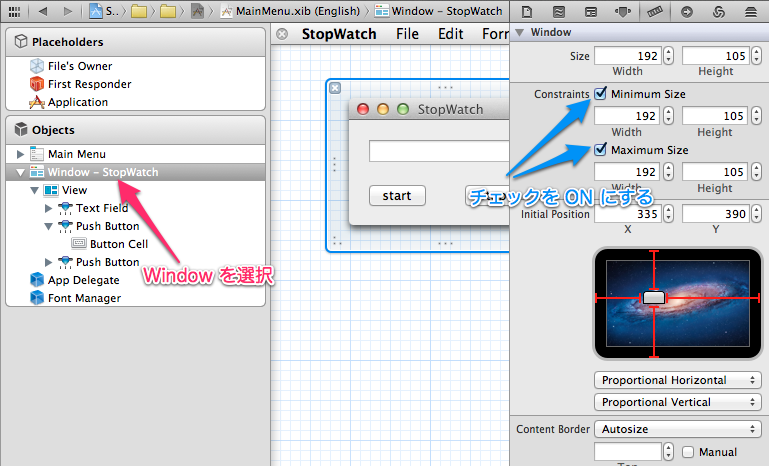 S.. MainMenu.xib (English) Window – StopWatch
Placeholders
File's Owner
First Responder
Application
Objects
Main Menu
Window – StopWatch
View
Text Field
Push Button
Button Cell
Push Button
App Delegate
Font Manager
Window を選択
StopWatch File Edit Form
StopWatch
start
チェックを ON にする
Window
Size 192 105
Width Height
Constraints Minimum Size
192 105
Width Height
Maximum Size
192 105
Width Height
Initial Position 335 390
X Y
Proportional Horizontal
Proportional Vertical
Content Border Autosize
Manual
Top